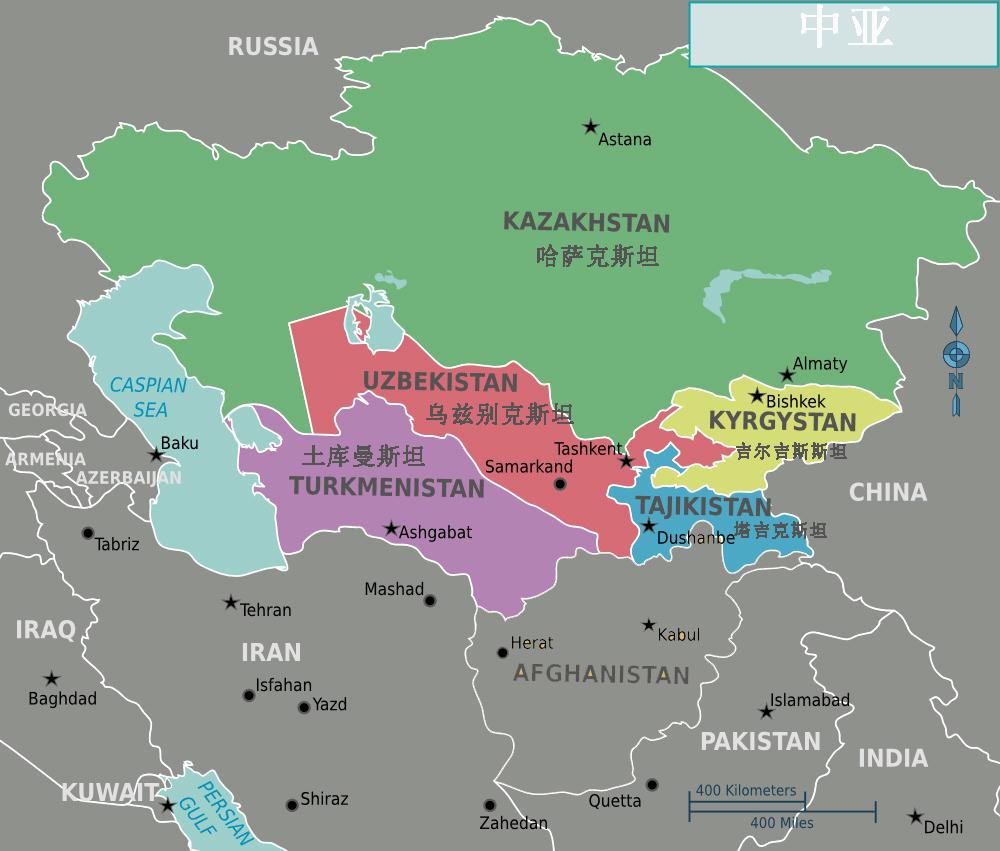 中亚
RUSSIA
Astana
KAZAKHSTAN
哈萨克斯坦
CASPIAN
SEA
UZBEKISTAN
乌兹别克斯坦
Almaty
Bishkek
KYRGYSTAN
吉尔吉斯斯坦
GEORGIA
ARMENIA
AZERBAIJAN
Baku
土库曼斯坦
TURKMENISTAN
Tashkent
Samarkand
TAJIKISTAN
塔吉克斯坦
Dushanbe
CHINA
N
Ashgabat
Tabriz
Mashad
Tehran
IRAQ
IRAN
Baghdad
Isfahan
Yazd
Herat
Kabul
AFGHANISTAN
Islamabad
PAKISTAN
INDIA
KUWAIT
PERSIAN
GULF
Shiraz
Zahedan
Quetta
400 Kilometers
400 Miles
Delhi